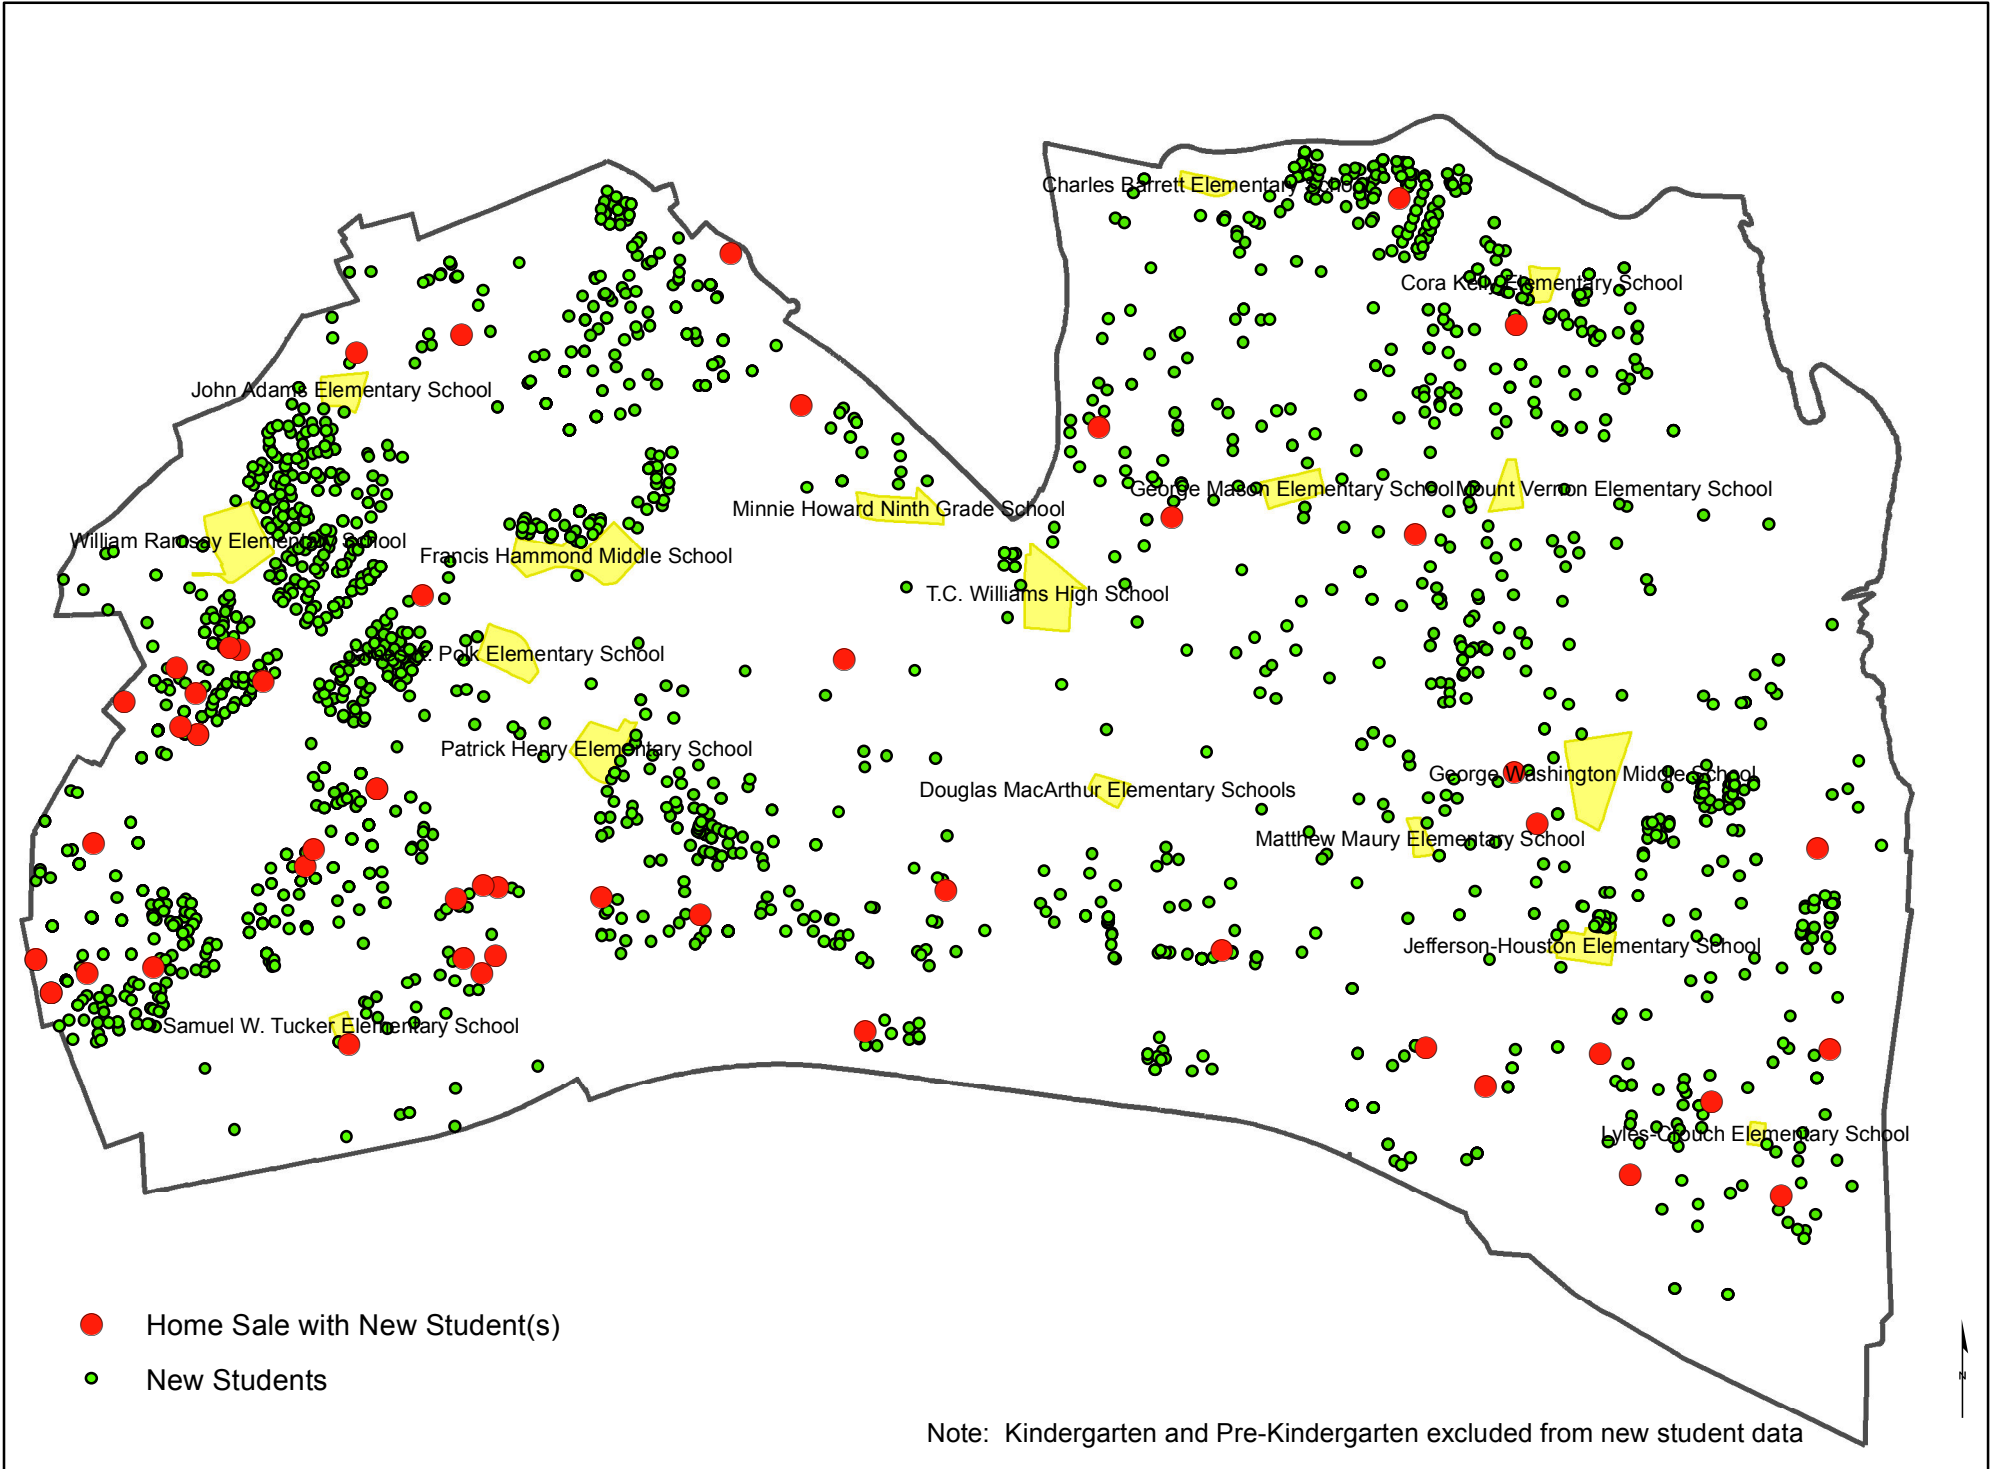 Charles Barrett Elementary School
Cora Kelly Elementary School
John Adams Elementary School
George Mason Elementary School
Mount Vernon Elementary School
Minnie Howard Ninth Grade School
William Ramsay Elementary School
Francis Hammond Middle School
T.C. Williams High School
Polk Elementary School
Patrick Henry Elementary School
George Washington Middle School
Douglas MacArthur Elementary Schools
Matthew Maury Elementary School
Jefferson-Houston Elementary School
Samuel W. Tucker Elementary School
Lyles-Crouch Elementary School
Home Sale with New Student(s)
New Students
N
Note: Kindergarten and Pre-Kindergarten excluded from new student data